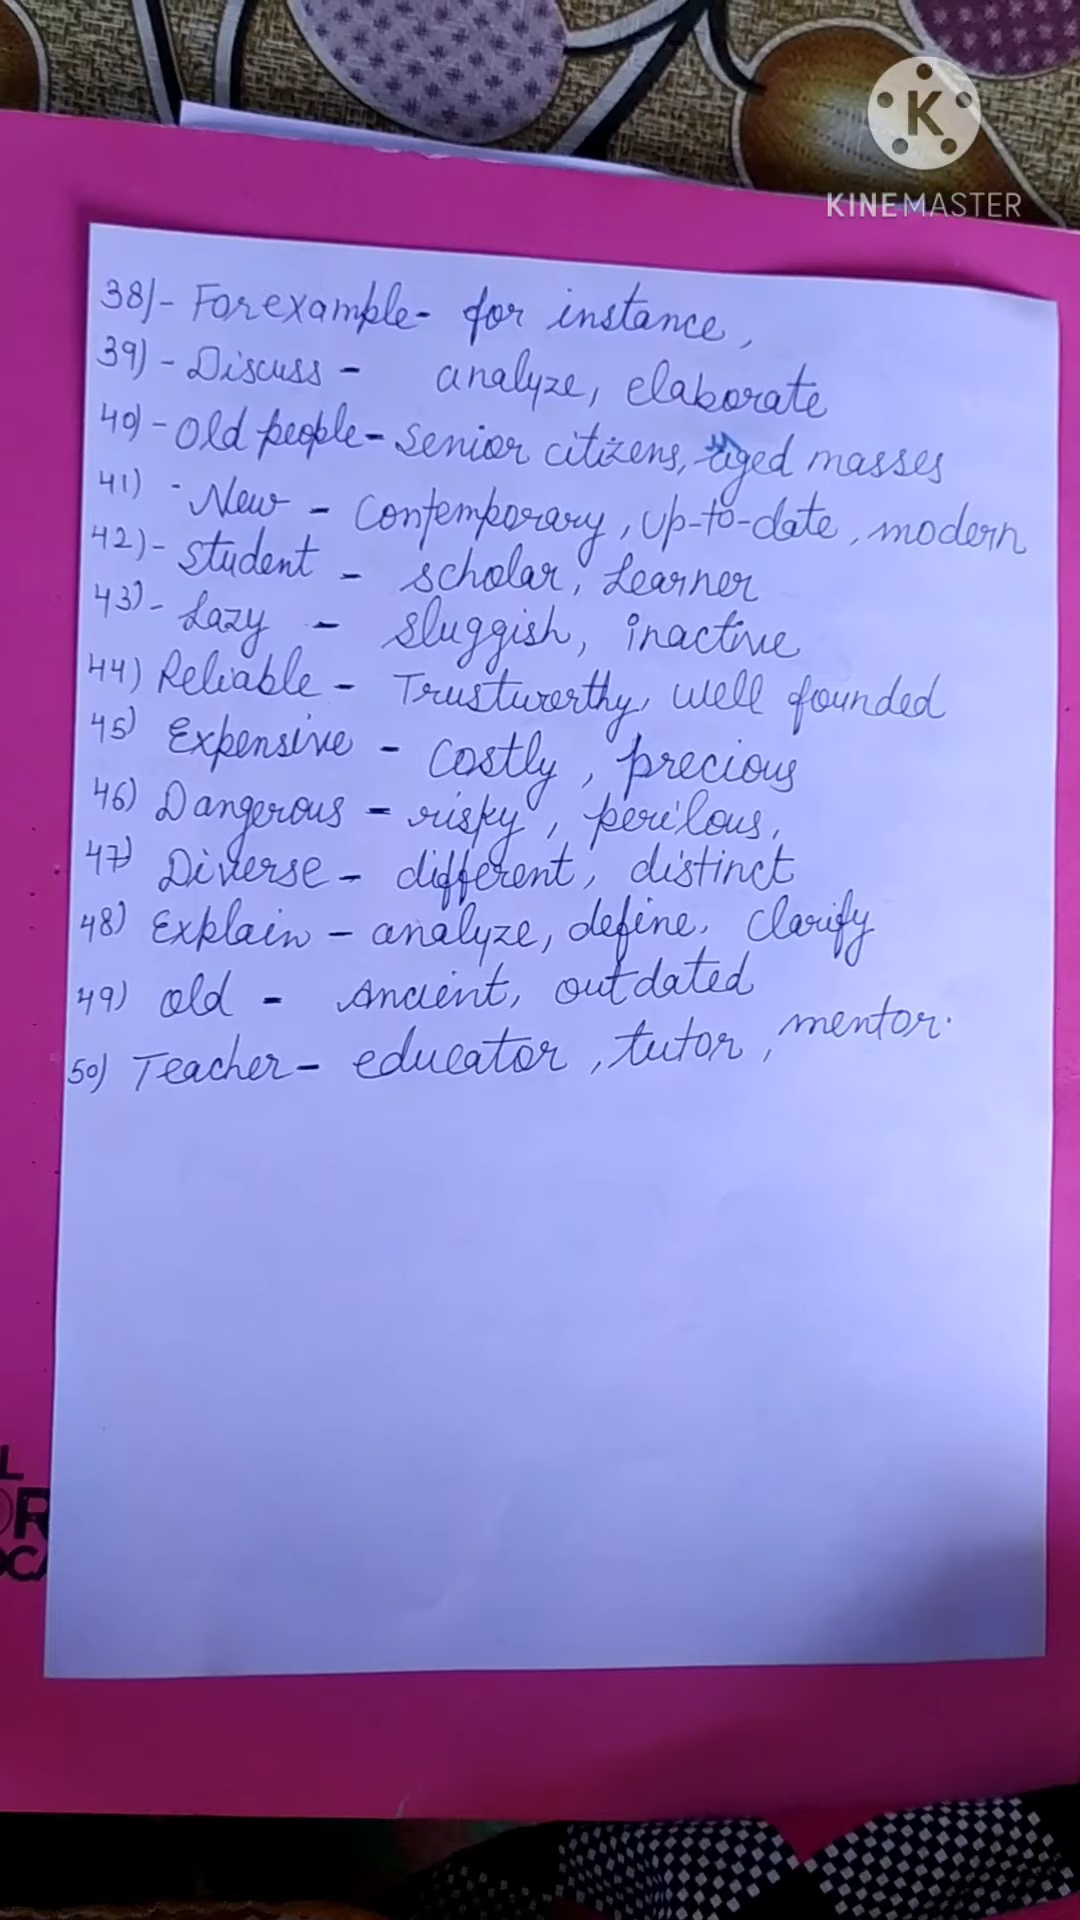 KINEMASTER
38)- For example- for instance,
39)- Discuss - analyze, elaborate
40)- Old people- senior citizens, aged masses
41) - New - Contemporary, up-to-date, modern
42)- Student - scholar, Learner
43)- Lazy - sluggish, inactive
44) Reliable - Trustworthy, well founded
45) Expensive - Costly, precious
46) Dangerous - risky, perilous,
47) Diverse - different, distinct
48) Explain - analyze, define, Clarify
49) old - Ancient, outdated
50) Teacher- educator, tutor, mentor.